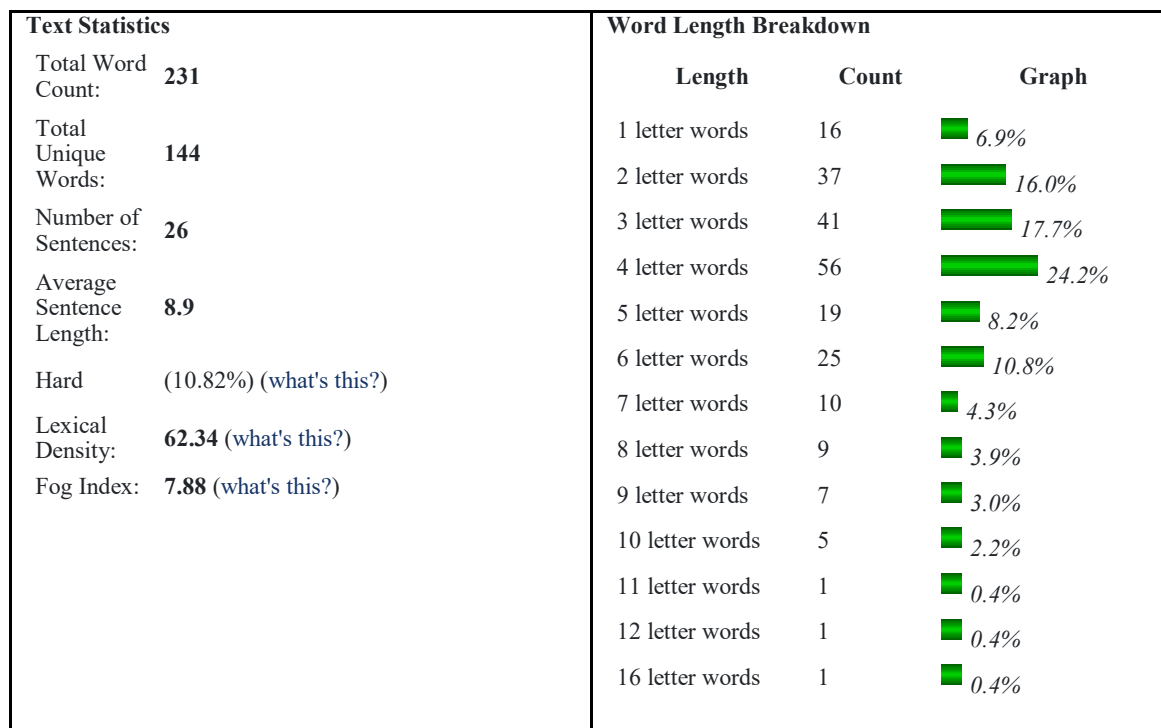 Text Statistics
Total Word
Count:
231
Total
Unique
Words:
144
Number of
Sentences:
26
Average
Sentence
Length:
8.9
Hard (10.82%) (what's this?)
Lexical
Density:
62.34 (what's this?)
Fog Index: 7.88 (what's this?)
Word Length Breakdown
Length Count Graph
1 letter words 16 6.9%
2 letter words 37 16.0%
3 letter words 41 17.7%
4 letter words 56 24.2%
5 letter words 19 8.2%
6 letter words 25 10.8%
7 letter words 10 4.3%
8 letter words 9 3.9%
9 letter words 7 3.0%
10 letter words 5 2.2%
11 letter words 1 0.4%
12 letter words 1 0.4%
16 letter words 1 0.4%